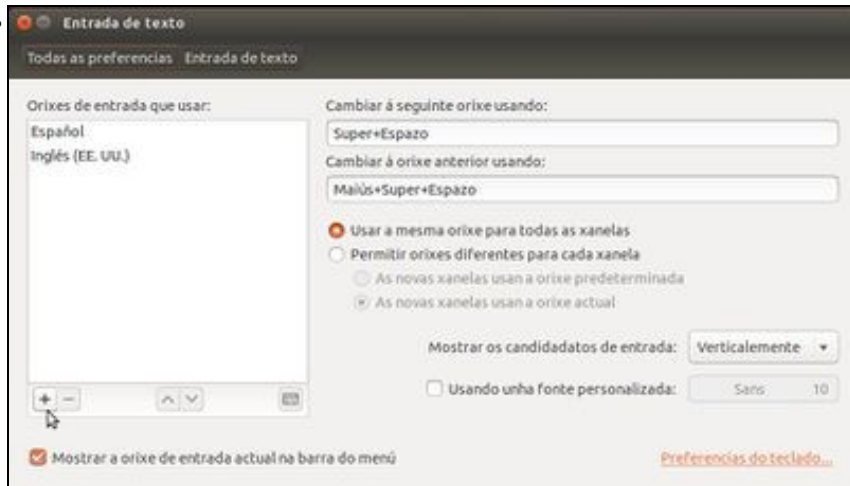 Entrada de texto
Todas as preferencias Entrada de texto
Orixes de entrada que usar:
Español
Inglés (EE. UU.)
Cambiar á seguinte orixe usando:
Super+Espazo
Cambiar á orixe anterior usando:
Maiús+Super+Espazo
Usar a mesma orixe para todas as xanelas
Permitir orixes diferentes para cada xanela
As novas xanelas usan a orixe predeterminada
As novas xanelas usan a orixe actual
Mostrar os candidadatos de entrada: Verticalemente
Usando unha fonte personalizada: Sans 10
Mostrar a orixe de entrada actual na barra do menú
Preferencias do teclado...